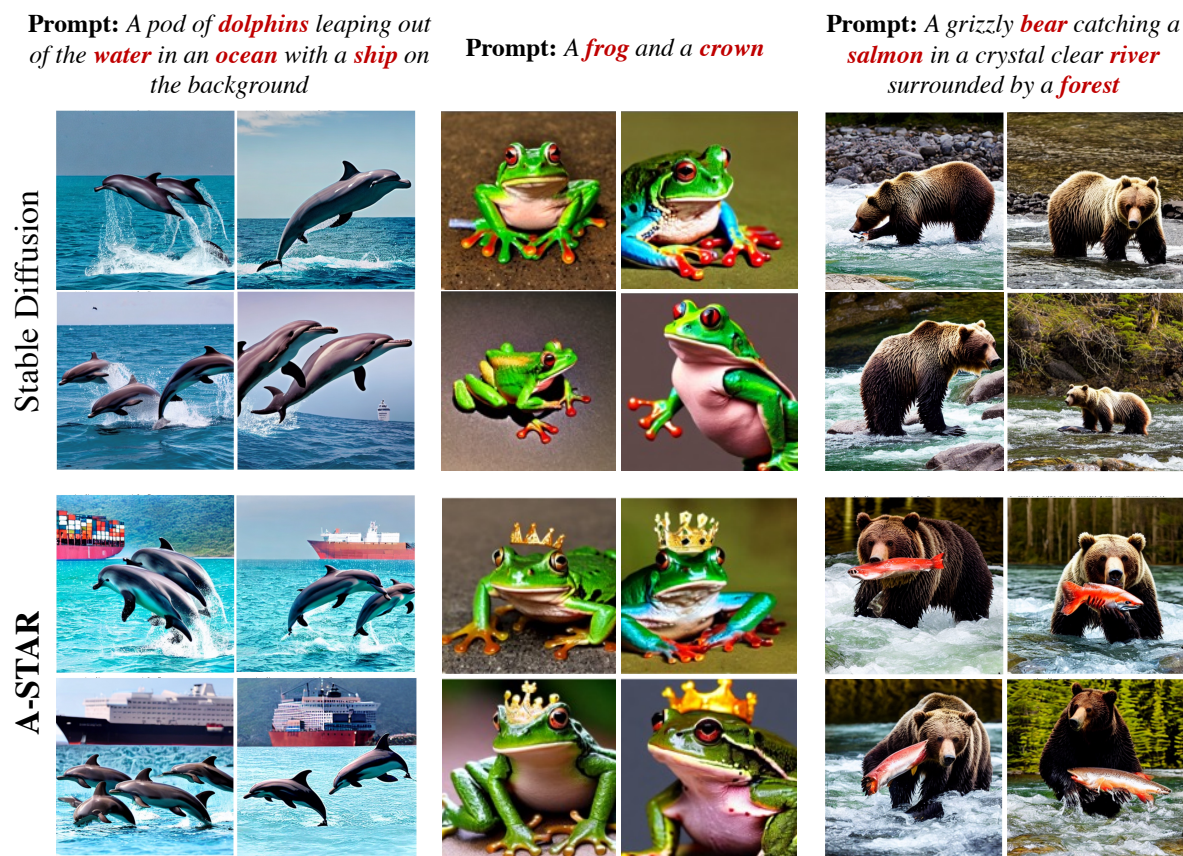 Prompt: A pod of dolphins leaping out
of the water in an ocean with a ship on
the background
Prompt: A frog and a crown
Prompt: A grizzly bear catching a
salmon in a crystal clear river
surrounded by a forest
Stable Diffusion
A-STAR